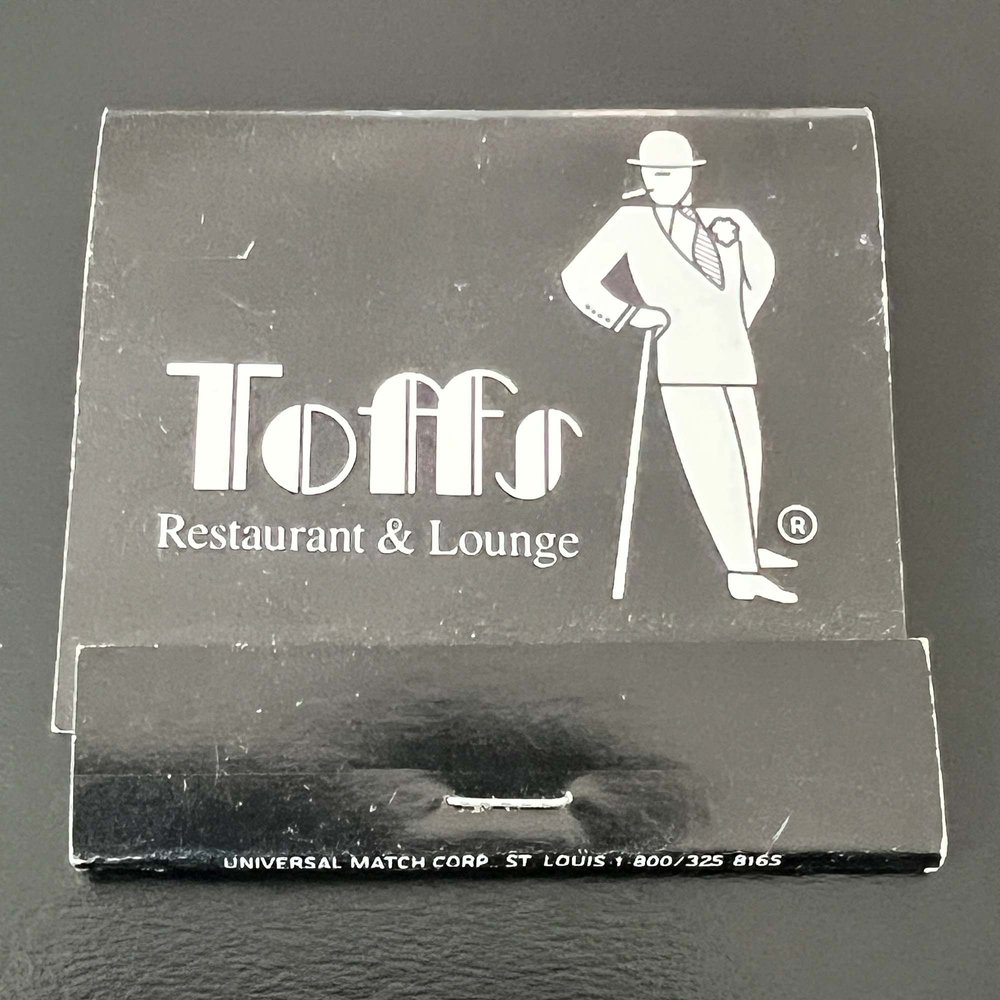 Toffs
Restaurant & Lounge
®
UNIVERSAL MATCH CORP. ST LOUIS 1 800/325 8165